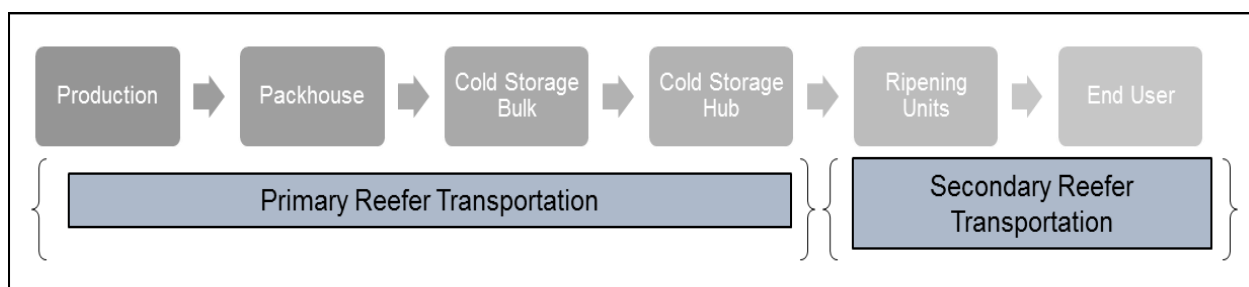 Production
Packhouse
Cold Storage
Bulk
Cold Storage
Hub
Ripening
Units
End User
Primary Reefer Transportation
Secondary Reefer
Transportation